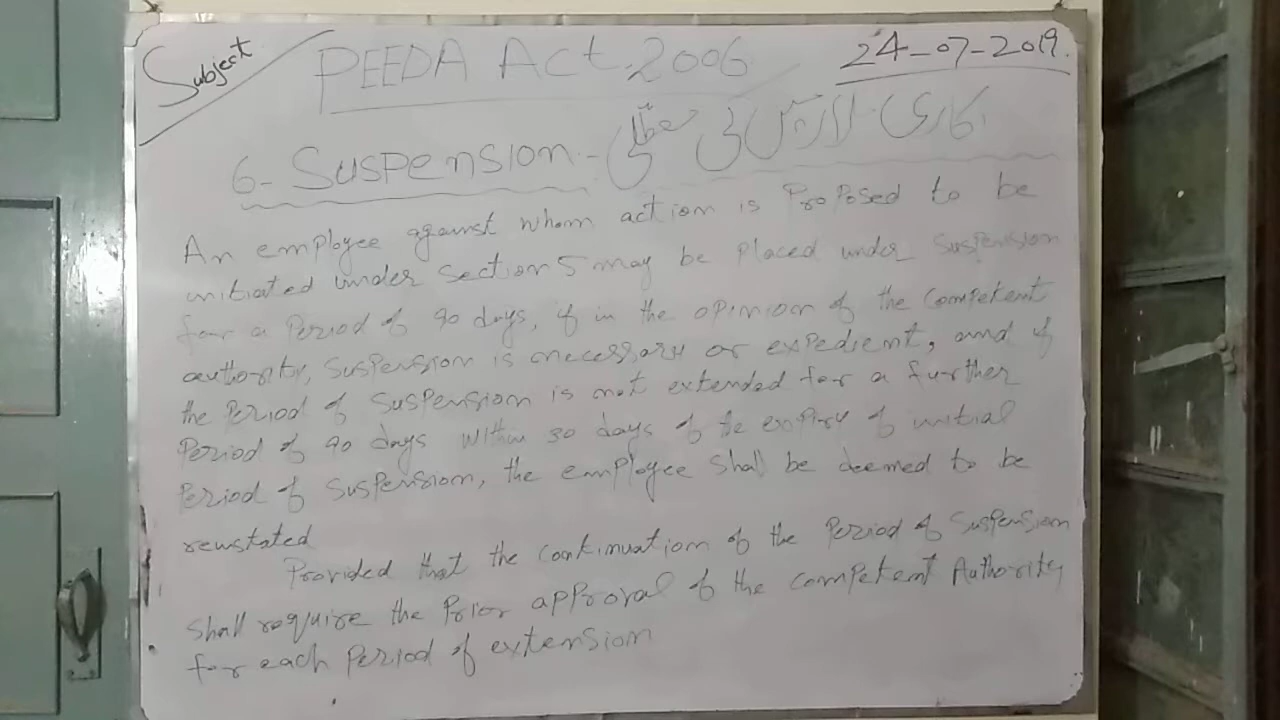 Subject
PEEDA Act. 2006
24-07-2019.
6- Suspension - سرکاری ملازمین کی معطلی
An employee against whom action is proposed to be
initiated under section 5 may be placed under suspension
for a period of 90 days, if in the opinion of the competent
authority, suspension is necessary or expedient, and if
the period of suspension is not extended for a further
period of 90 days within 30 days of the expiry of initial
period of suspension, the employee shall be deemed to be
reinstated
Provided that the continuation of the period of suspension
shall require the prior approval of the competent Authority
for each period of extension